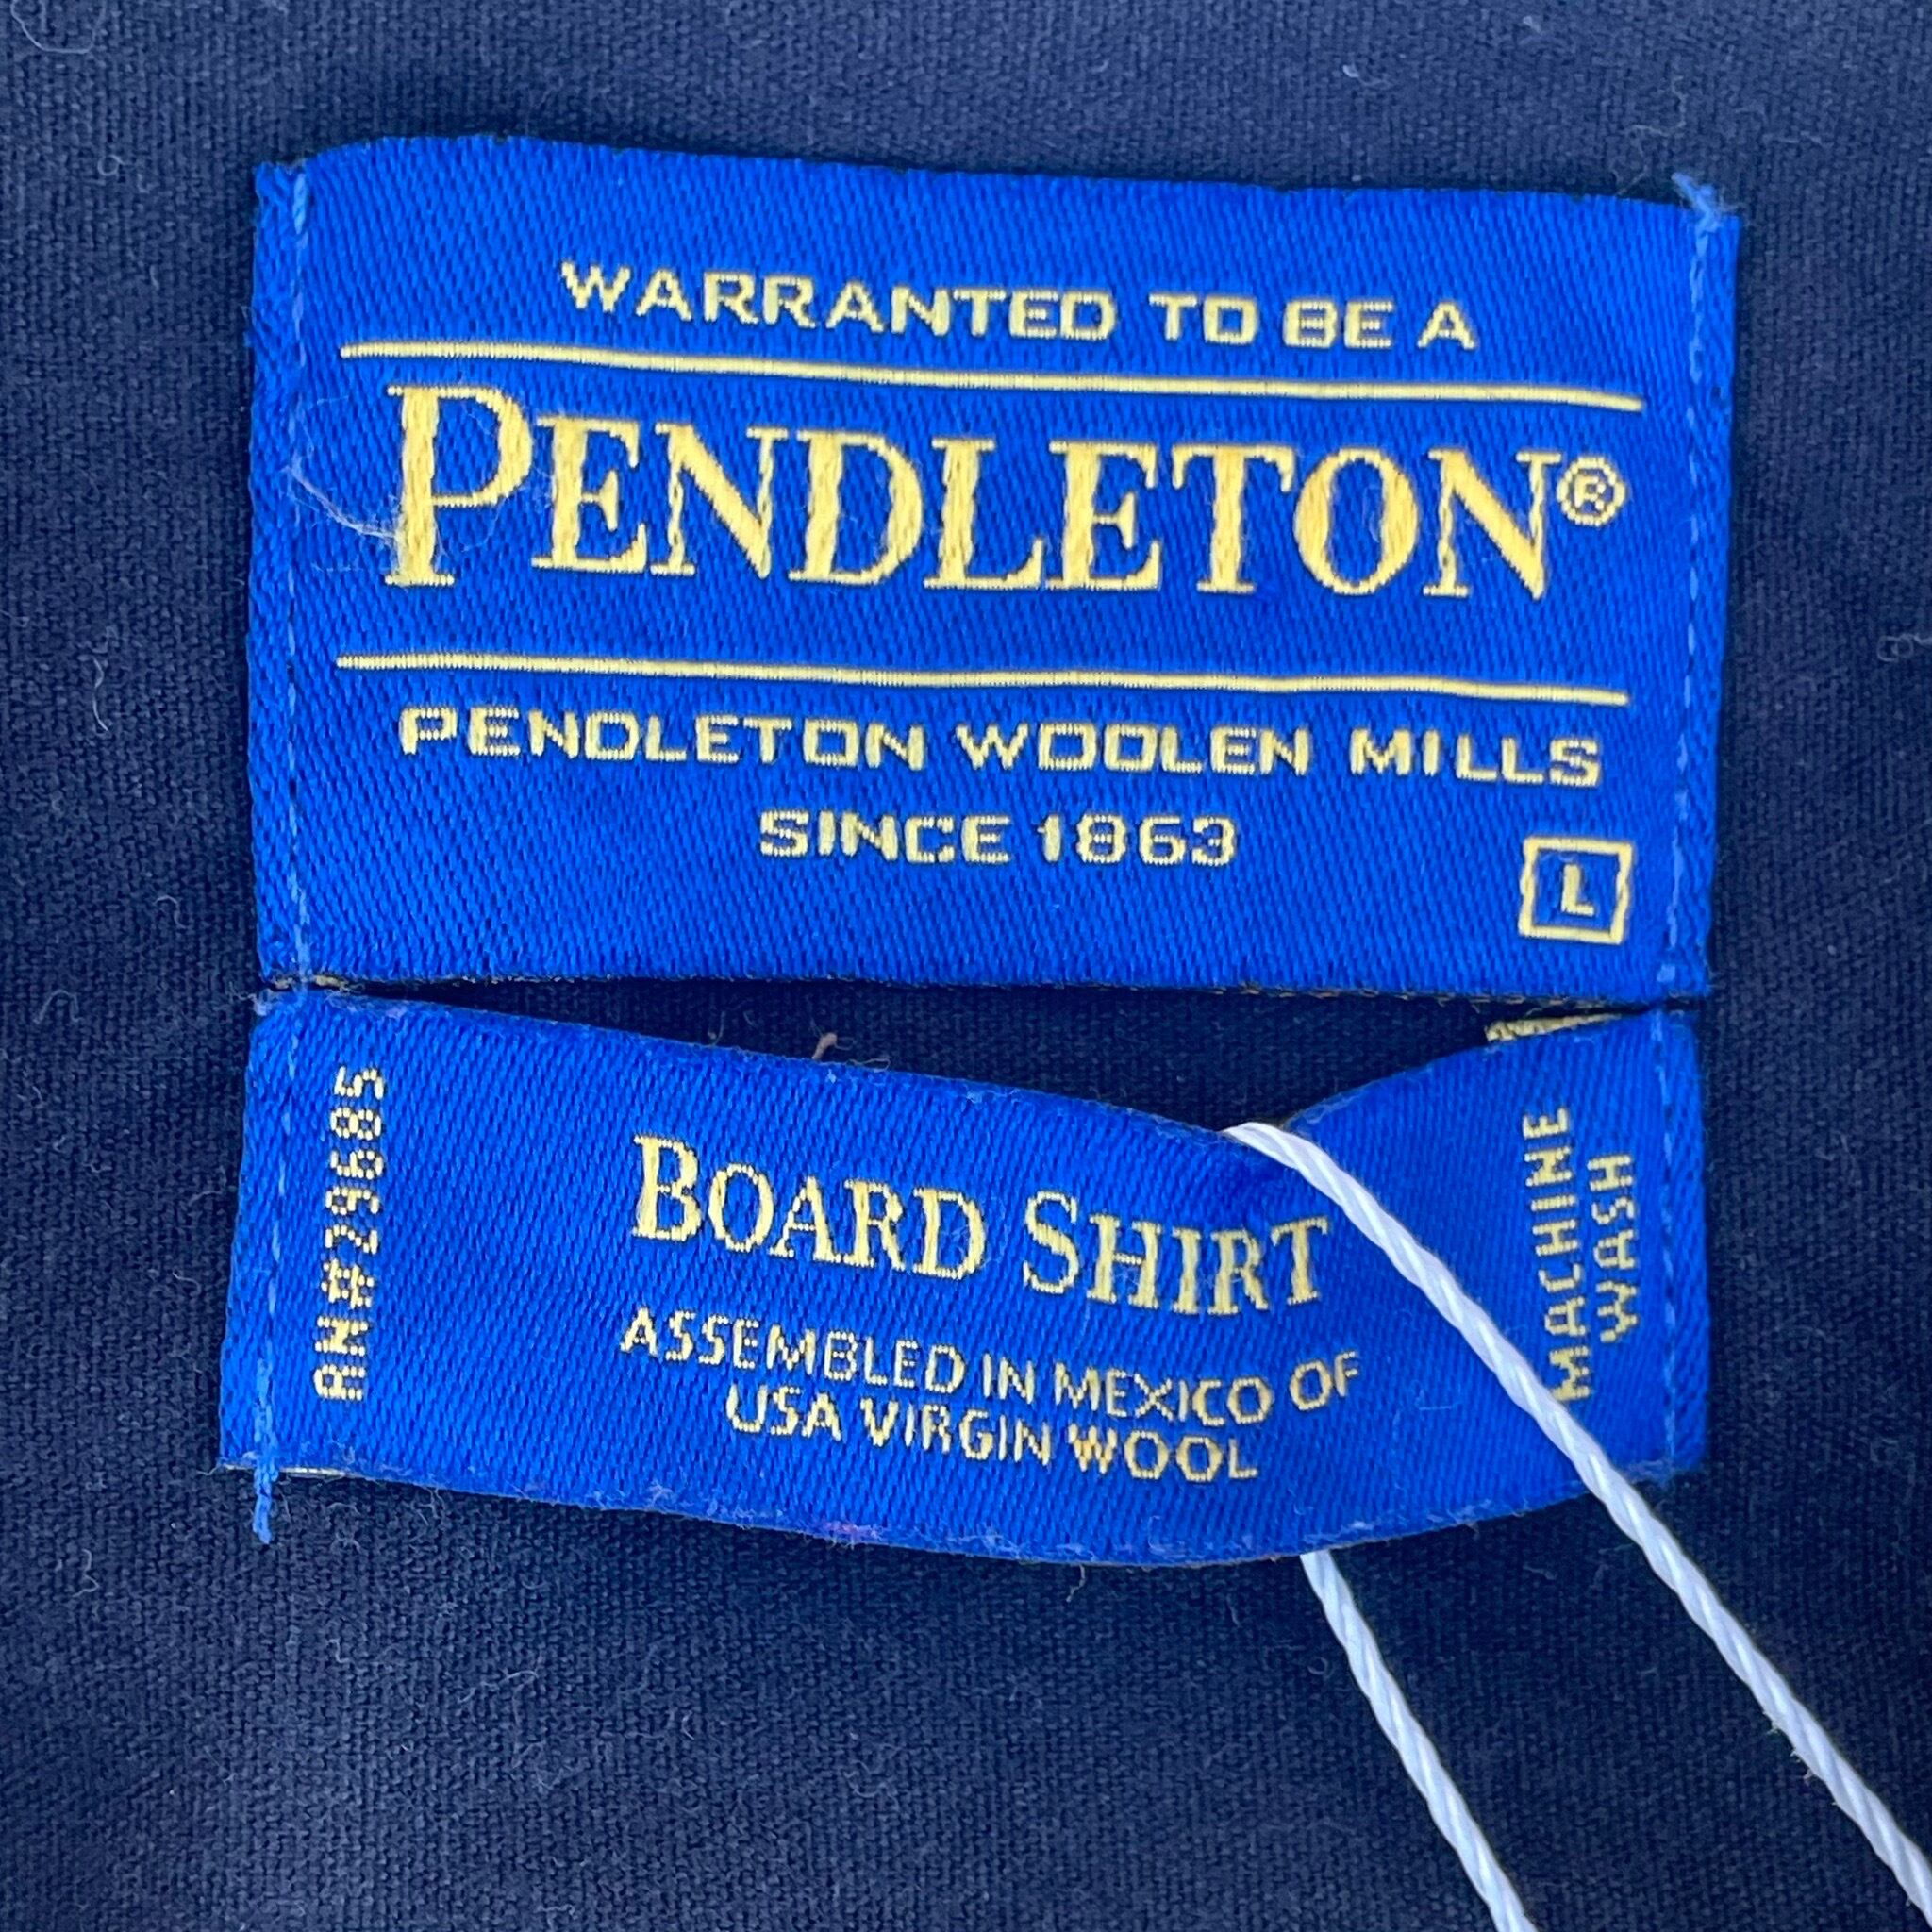 WARRANTED TO BE A
PENDLETON®
PENDLETON WOOLEN MILLS
SINCE 1863
L
RN#29685
BOARD SHIRT
ASSEMBLED IN MEXICO OF
USA VIRGIN WOOL
MACHINE
WASH